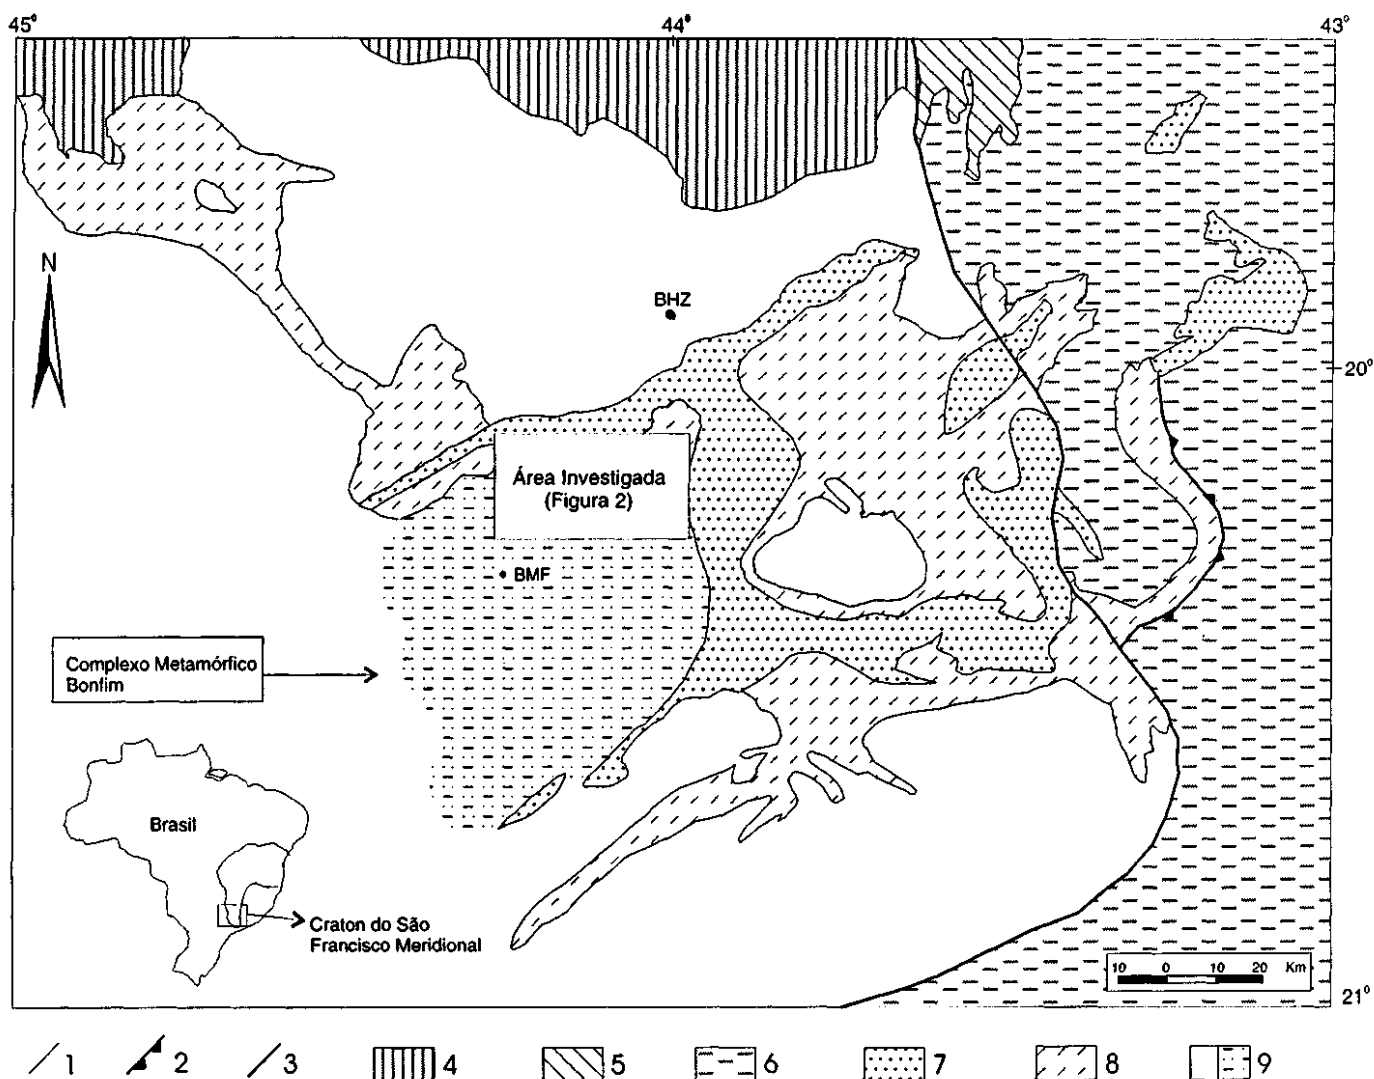 45°
44°
43°
N
BHZ
20°
Área Investigada
(Figura 2)
BMF
Complexo Metamórfico
Bonfim
Brasil
Craton do São
Francisco Meridional
10 0 10 20 Km
21°
1 2 3 4 5 6 7 8 9